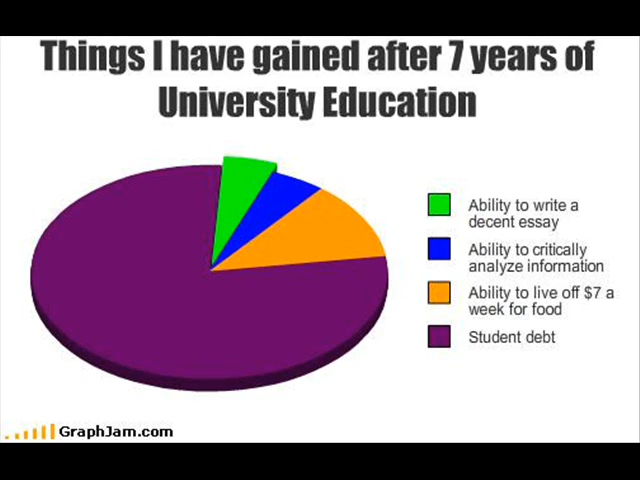 Things I have gained after 7 years of
University Education
Ability to write a
decent essay
Ability to critically
analyze information
Ability to live off $7 a
week for food
Student debt
GraphJam.com